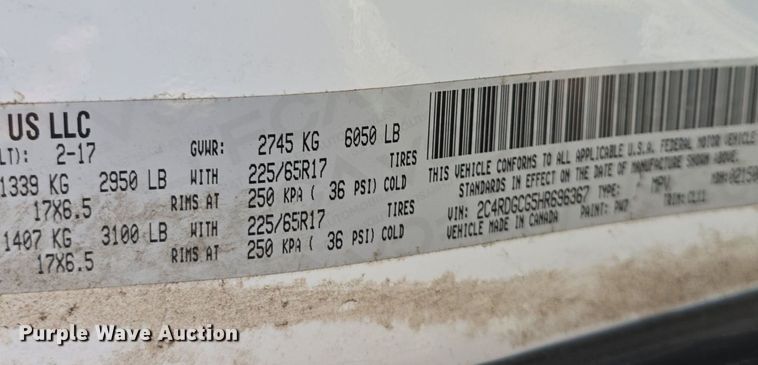 US LLC
LT): 2-17 GVWR: 2745 KG 6050 LB
1339 KG 2950 LB WITH 225/65R17 TIRES
17X6.5 RIMS AT 250 KPA ( 36 PSI) COLD
1407 KG 3100 LB WITH 225/65R17 TIRES
17X6.5 RIMS AT 250 KPA ( 36 PSI) COLD
THIS VEHICLE CONFORMS TO ALL APPLICABLE U.S.A. FEDERAL MOTOR VEHICLE
STANDARDS IN EFFECT ON THE DATE OF MANUFACTURE SHOWN ABOVE.
VIN: 2C4RDGCG5HR696367 TYPE: MPV
VEHICLE MADE IN CANADA PAINT: PW7 TRIM:
Purple Wave Auction